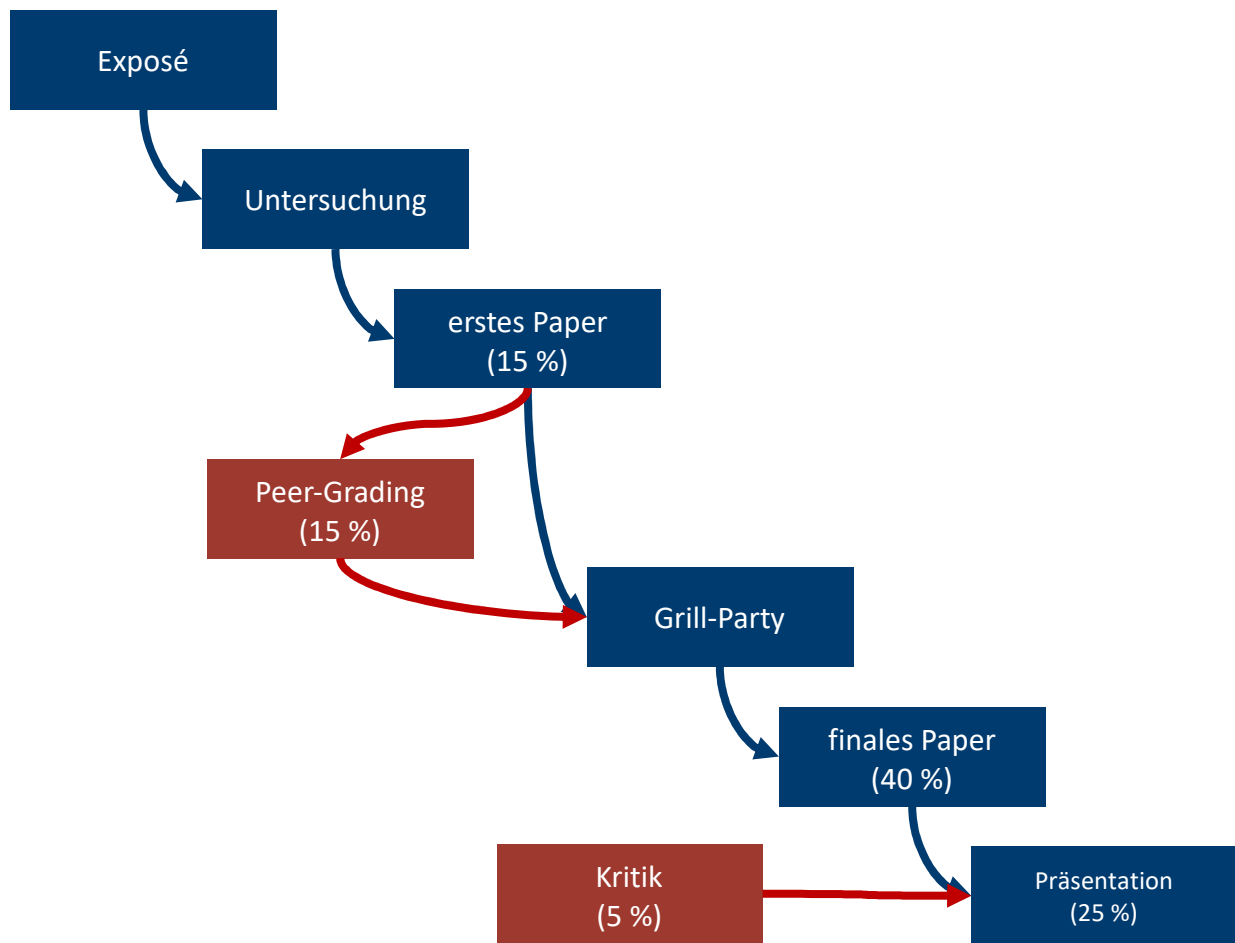 Exposé
Untersuchung
erstes Paper
(15 %)
Peer-Grading
(15 %)
Grill-Party
finales Paper
(40 %)
Kritik
(5 %)
Präsentation
(25 %)